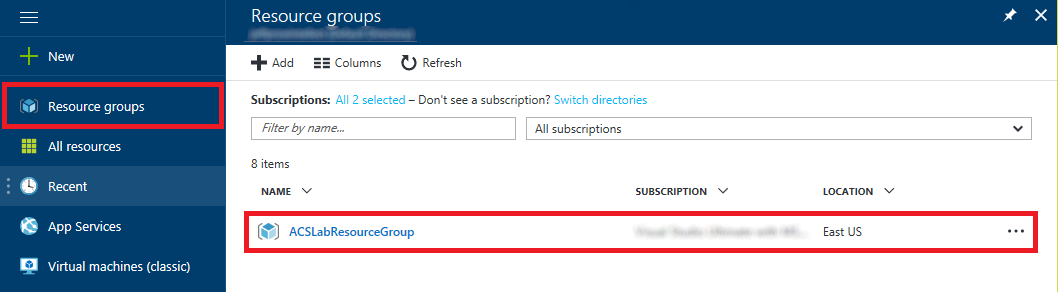 Resource groups
New
Resource groups
All resources
Recent
App Services
Virtual machines (classic)
Add Columns Refresh
Subscriptions: All 2 selected – Don't see a subscription? Switch directories
Filter by name...
All subscriptions
8 items
NAME SUBSCRIPTION LOCATION
ACSLabResourceGroup East US